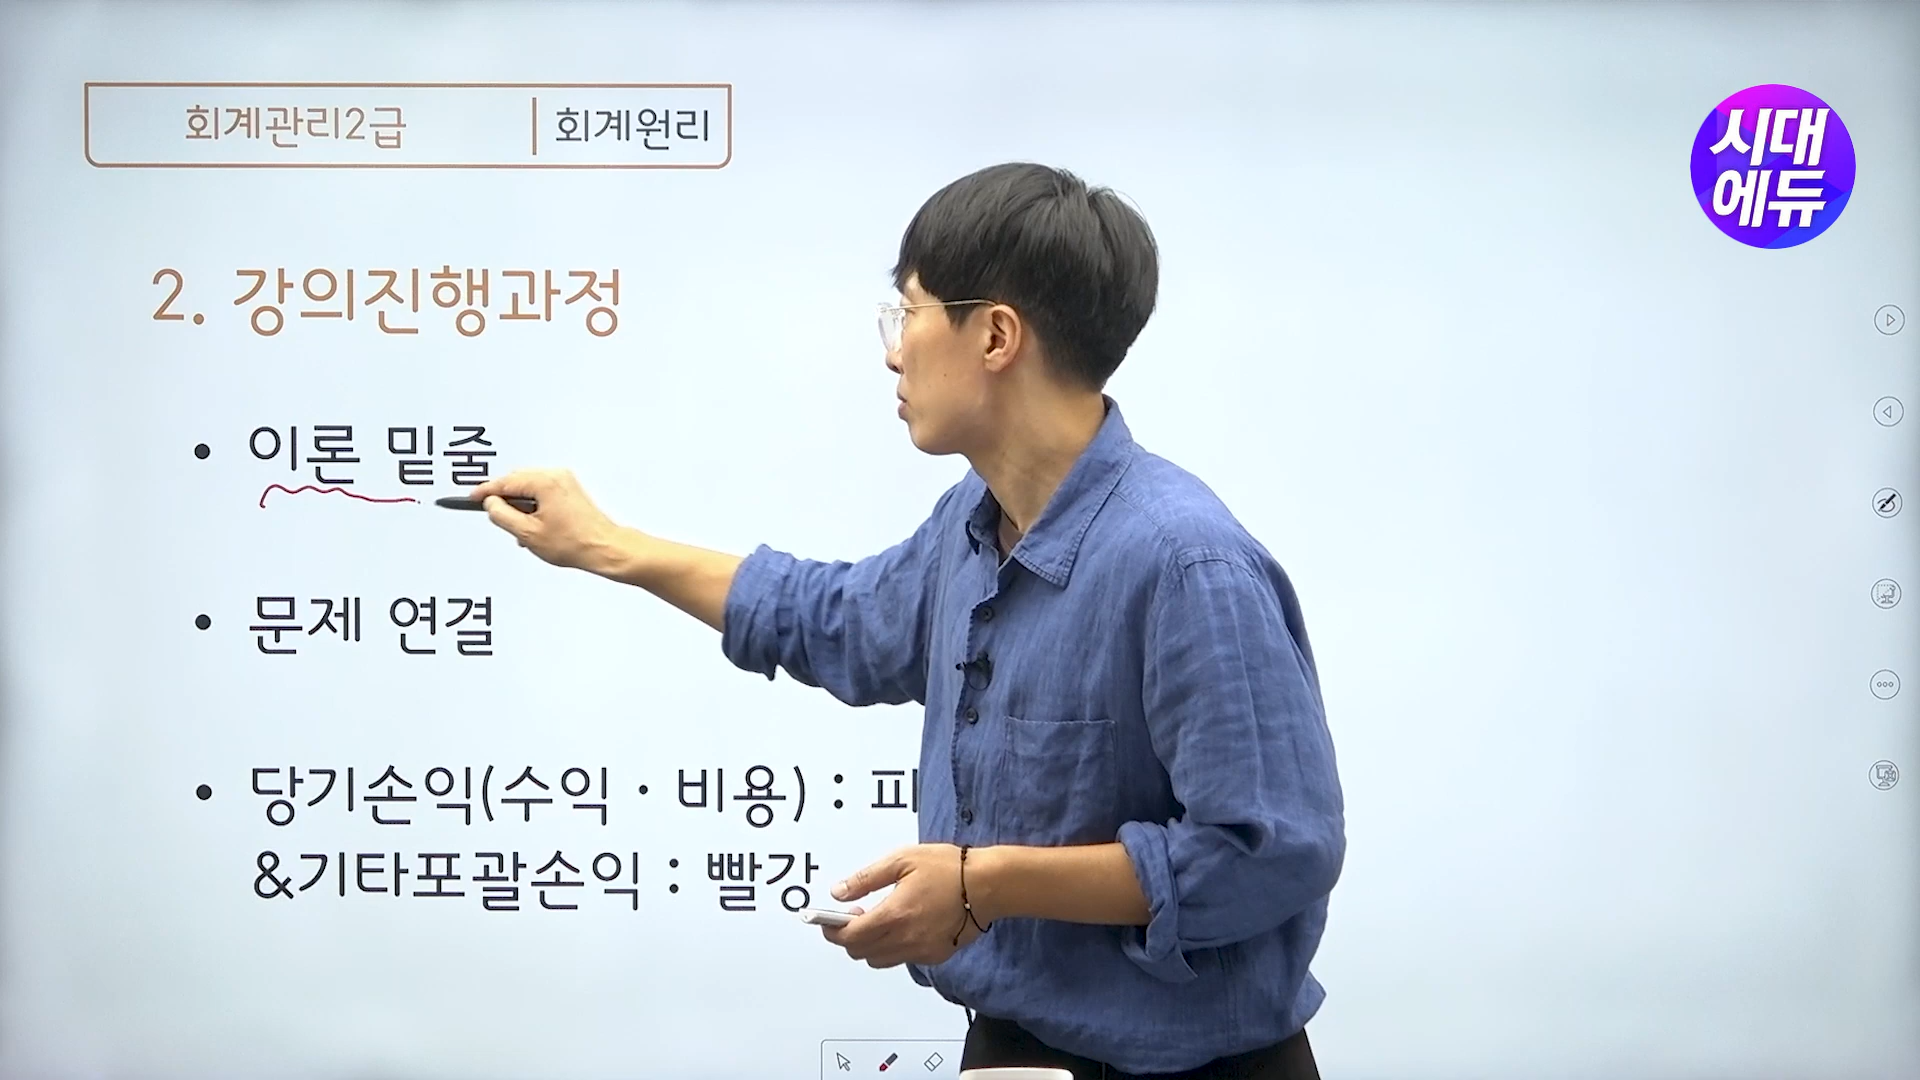 회계관리2급 | 회계원리
시대
에듀
2. 강의진행과정
• 이론 밑줄
• 문제 연결
• 당기손익(수익 · 비용) : 파
&기타포괄손익 : 빨강